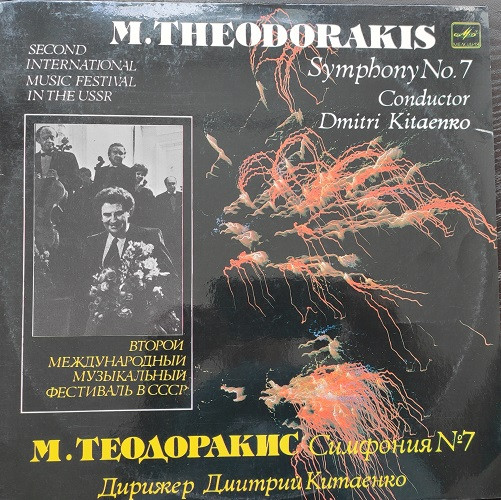 M.THEODORAKIS
МЕЛОДИЯ
SECOND
INTERNATIONAL
MUSIC FESTIVAL
IN THE USSR
Symphony No.7
Conductor
Dmitri Kitaenko
ВТОРОЙ
МЕЖДУНАРОДНЫЙ
МУЗЫКАЛЬНЫЙ
ФЕСТИВАЛЬ В СССР
М.ТЕОДОРАКИС Симфония №7
Дирижер Дмитрий Китаенко